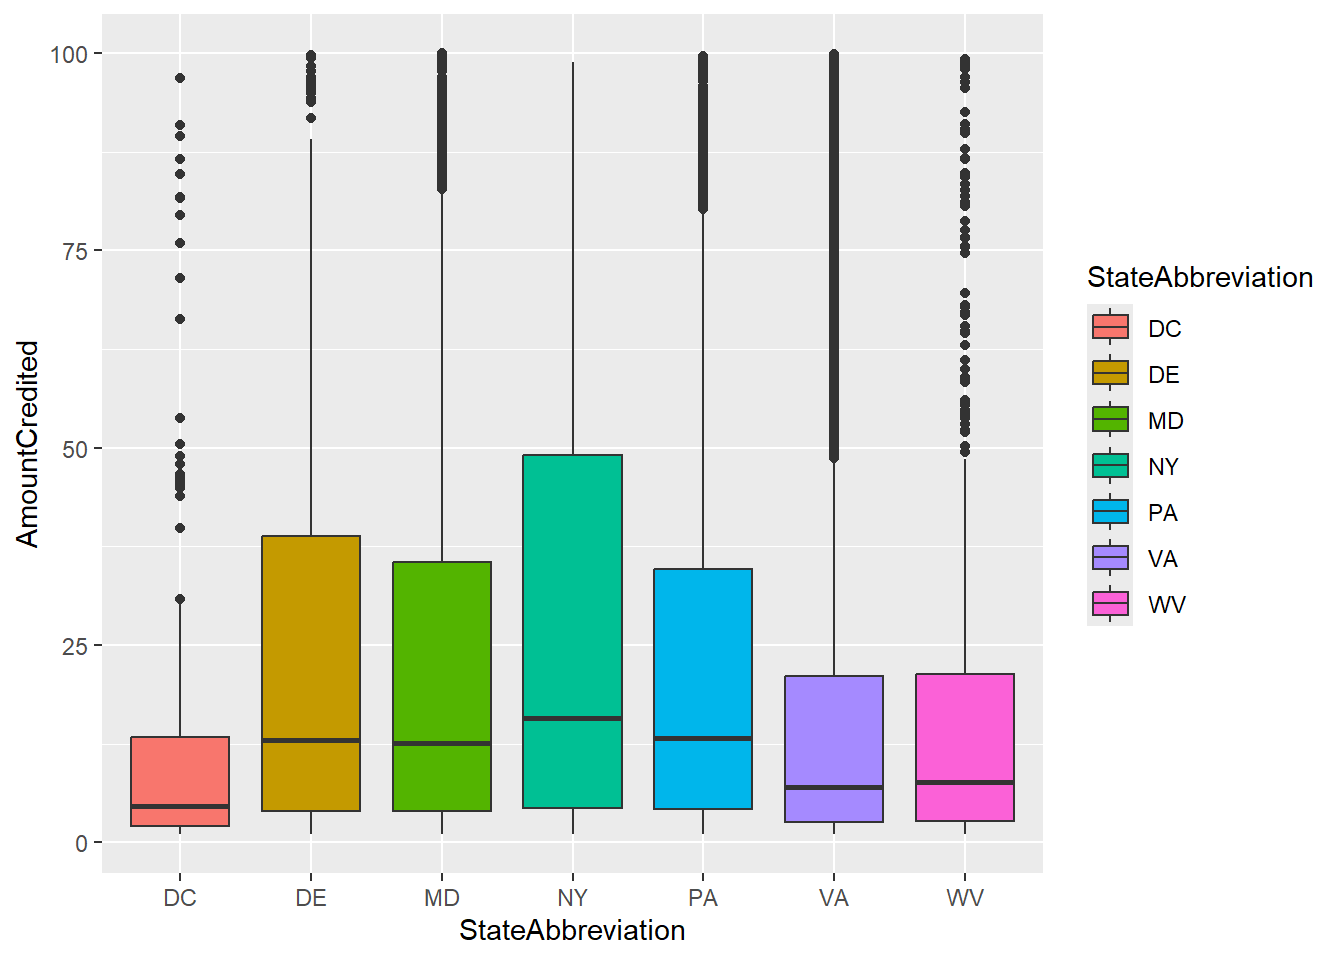 AmountCredited
100
75
50
25
0
DC DE MD NY PA VA WV
StateAbbreviation
StateAbbreviation
DC
DE
MD
NY
PA
VA
WV